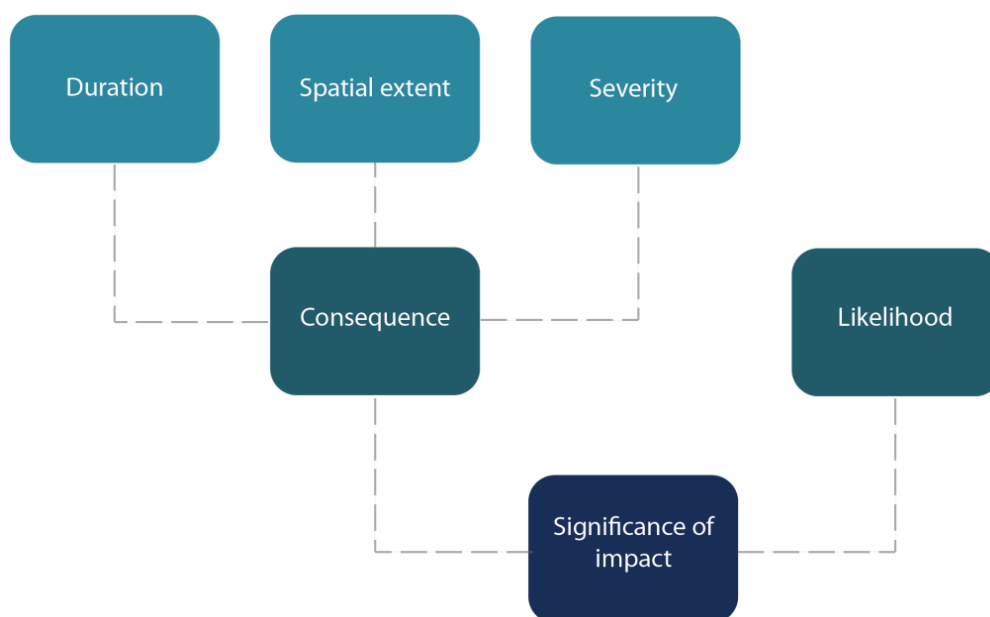 Duration
Spatial extent
Severity
Consequence
Likelihood
Significance of
impact